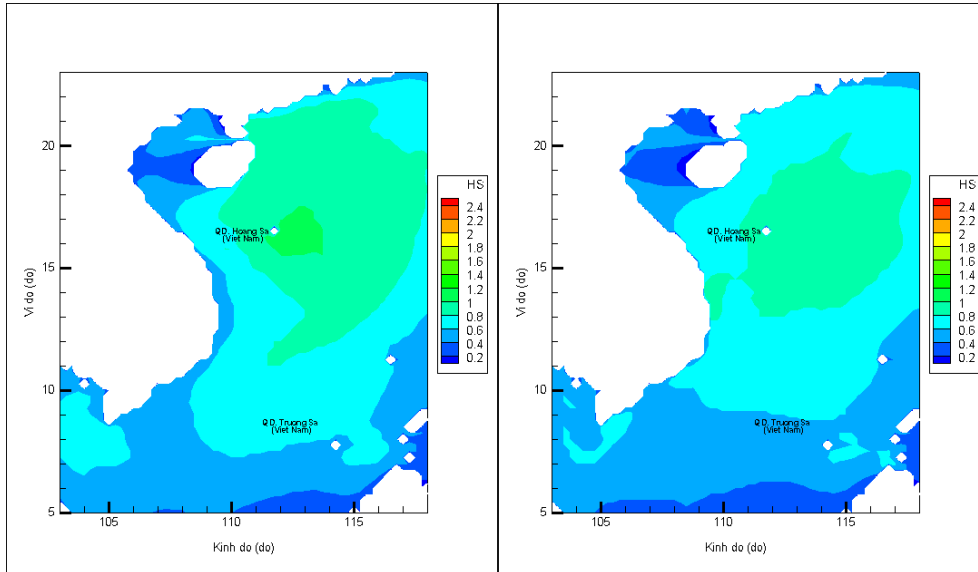 20
15
10
5
105
110
115
Vi do (do)
Kinh do (do)
QD. Hoang Sa
(Viet Nam)
QD. Truong Sa
(Viet Nam)
HS
2.4
2.2
2
1.8
1.6
1.4
1.2
1
0.8
0.6
0.4
0.2
20
15
10
5
105
110
115
Vi do (do)
Kinh do (do)
QD. Hoang Sa
(Viet Nam)
QD. Truong Sa
(Viet Nam)
HS
2.4
2.2
2
1.8
1.6
1.4
1.2
1
0.8
0.6
0.4
0.2